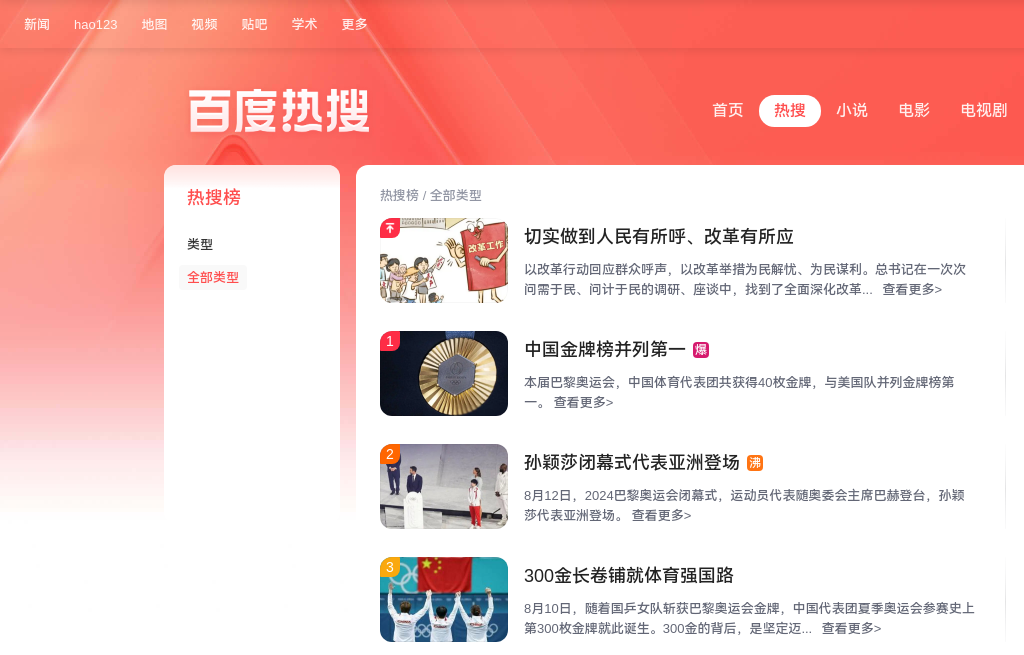 新闻 hao123 地图 视频 贴吧 学术 更多
百度热搜
首页 热搜 小说 电影 电视剧
热搜榜
类型
全部类型
热搜榜 / 全部类型
改革工作
切实做到人民有所呼、改革有所应
以改革行动回应群众呼声，以改革举措为民解忧、为民谋利。总书记在一次次
问需于民、问计于民的调研、座谈中，找到了全面深化改革... 查看更多>
1
中国金牌榜并列第一 爆
本届巴黎奥运会，中国体育代表团共获得40枚金牌，与美国队并列金牌榜第
一。 查看更多>
2
孙颖莎闭幕式代表亚洲登场 沸
8月12日，2024巴黎奥运会闭幕式，运动员代表随奥委会主席巴赫登台，孙颖
莎代表亚洲登场。 查看更多>
3
300金长卷铺就体育强国路
8月10日，随着国乒女队斩获巴黎奥运会金牌，中国代表团夏季奥运会参赛史上
第300枚金牌就此诞生。300金的背后，是坚定迈... 查看更多>